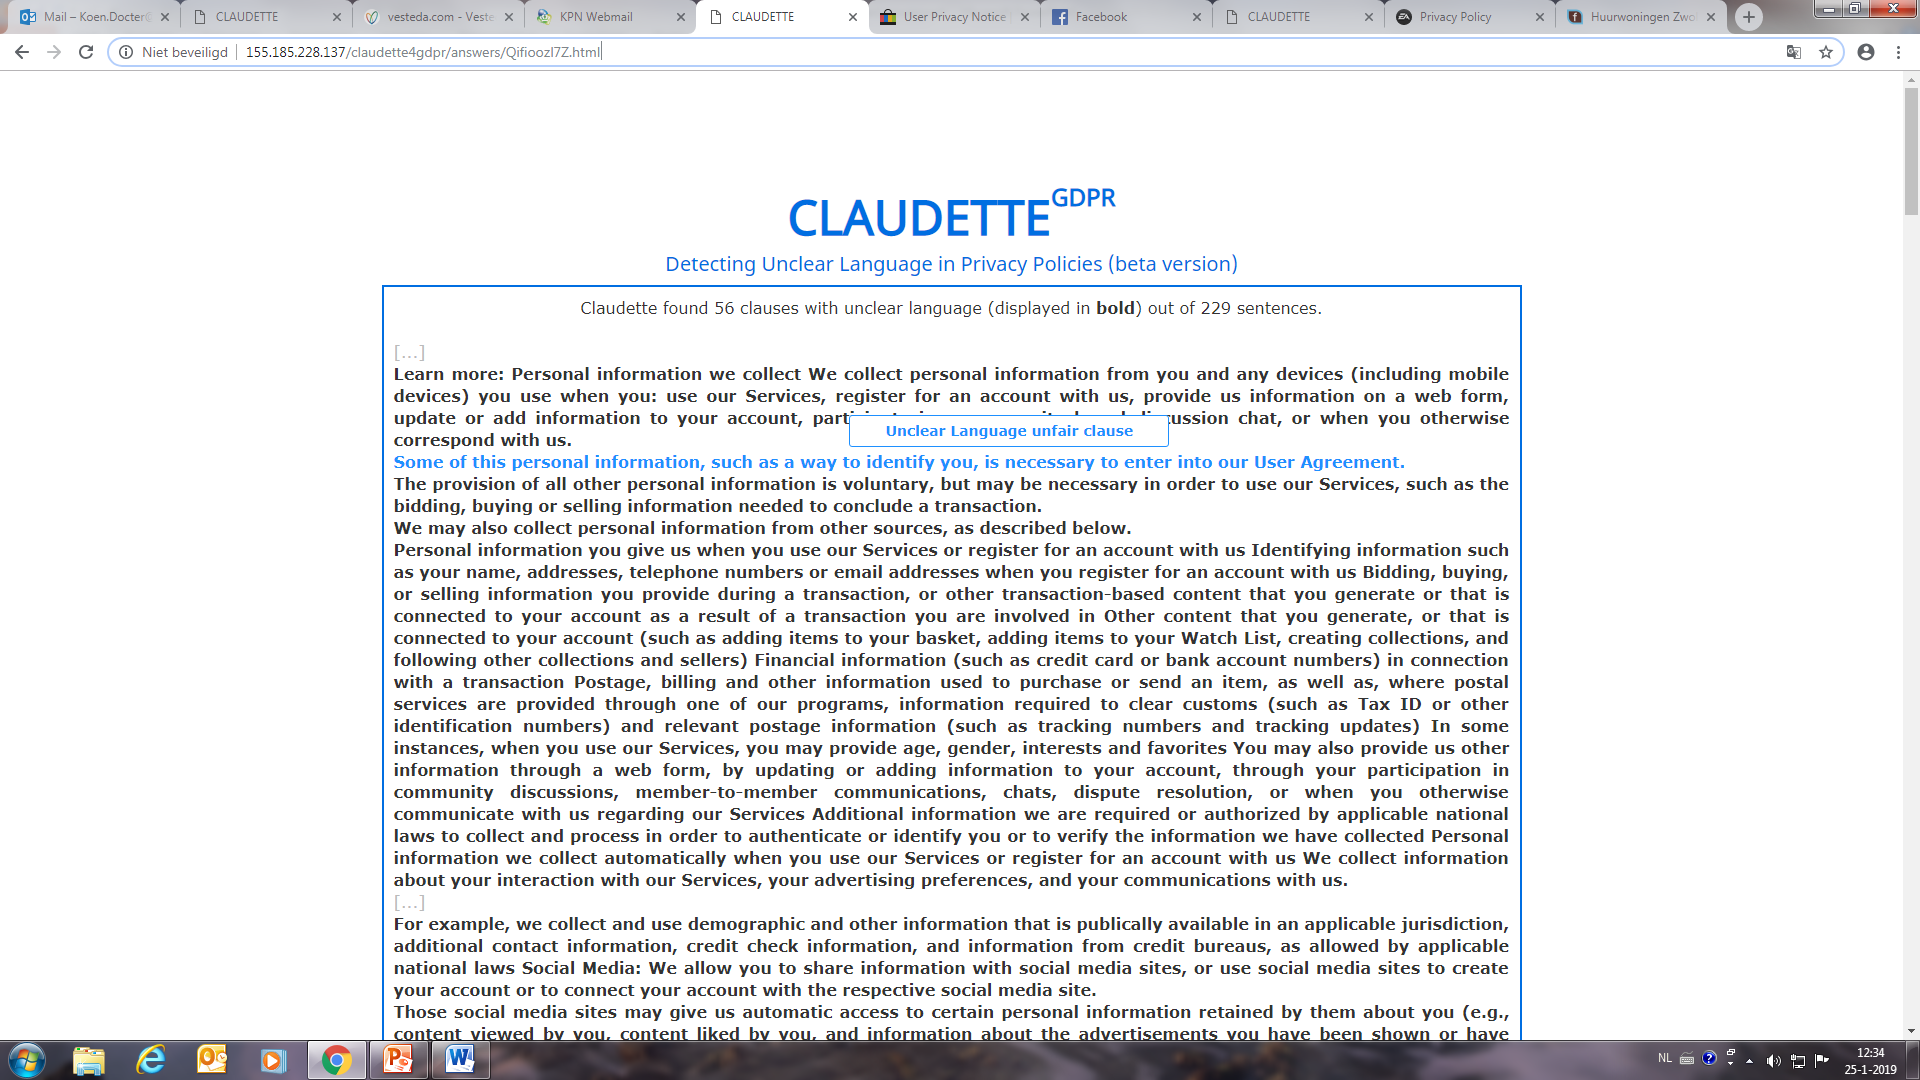 Mail – Koen.Docter
CLAUDETTE
vesteda.com - Veste
KPN Webmail
CLAUDETTE
User Privacy Notice
Facebook
CLAUDETTE
Privacy Policy
Huurwoningen Zwo
Niet beveiligd
155.185.228.137/claudette4gdpr/answers/Qifioozl7Z.html
CLAUDETTE GDPR
Detecting Unclear Language in Privacy Policies (beta version)
Claudette found 56 clauses with unclear language (displayed in bold) out of 229 sentences.
[...]
Learn more: Personal information we collect We collect personal information from you and any devices (including mobile
devices) you use when you: use our Services, register for an account with us, provide us information on a web form,
update or add information to your account, ussion chat, or when you otherwise
Unclear Language unfair clause
correspond with us.
Some of this personal information, such as a way to identify you, is necessary to enter into our User Agreement.
The provision of all other personal information is voluntary, but may be necessary in order to use our Services, such as the
bidding, buying or selling information needed to conclude a transaction.
We may also collect personal information from other sources, as described below.
Personal information you give us when you use our Services or register for an account with us Identifying information such
as your name, addresses, telephone numbers or email addresses when you register for an account with us Bidding, buying,
or selling information you provide during a transaction, or other transaction-based content that you generate or that is
connected to your account as a result of a transaction you are involved in Other content that you generate, or that is
connected to your account (such as adding items to your basket, adding items to your Watch List, creating collections, and
following other collections and sellers) Financial information (such as credit card or bank account numbers) in connection
with a transaction Postage, billing and other information used to purchase or send an item, as well as, where postal
services are provided through one of our programs, information required to clear customs (such as Tax ID or other
identification numbers) and relevant postage information (such as tracking numbers and tracking updates) In some
instances, when you use our Services, you may provide age, gender, interests and favorites You may also provide us other
information through a web form, by updating or adding information to your account, through your participation in
community discussions, member-to-member communications, chats, dispute resolution, or when you otherwise
communicate with us regarding our Services Additional information we are required or authorized by applicable national
laws to collect and process in order to authenticate or identify you or to verify the information we have collected Personal
information we collect automatically when you use our Services or register for an account with us We collect information
about your interaction with our Services, your advertising preferences, and your communications with us.
[...]
For example, we collect and use demographic and other information that is publically available in an applicable jurisdiction,
additional contact information, credit check information, and information from credit bureaus, as allowed by applicable
national laws Social Media: We allow you to share information with social media sites, or use social media sites to create
your account or to connect your account with the respective social media site.
Those social media sites may give us automatic access to certain personal information retained by them about you (e.g.,
content viewed by you, content liked by you, and information about the advertisements you have been shown or have
NL
12:34
25-1-2019